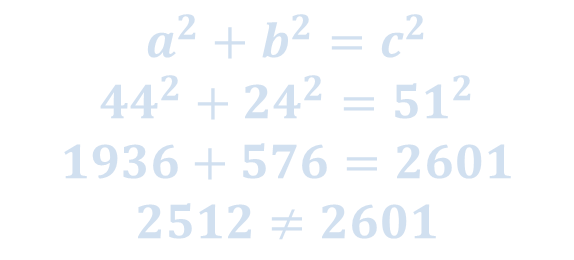 a² + b² = c²
44² + 24² = 51²
1936 + 576 = 2601
2512 ≠ 2601